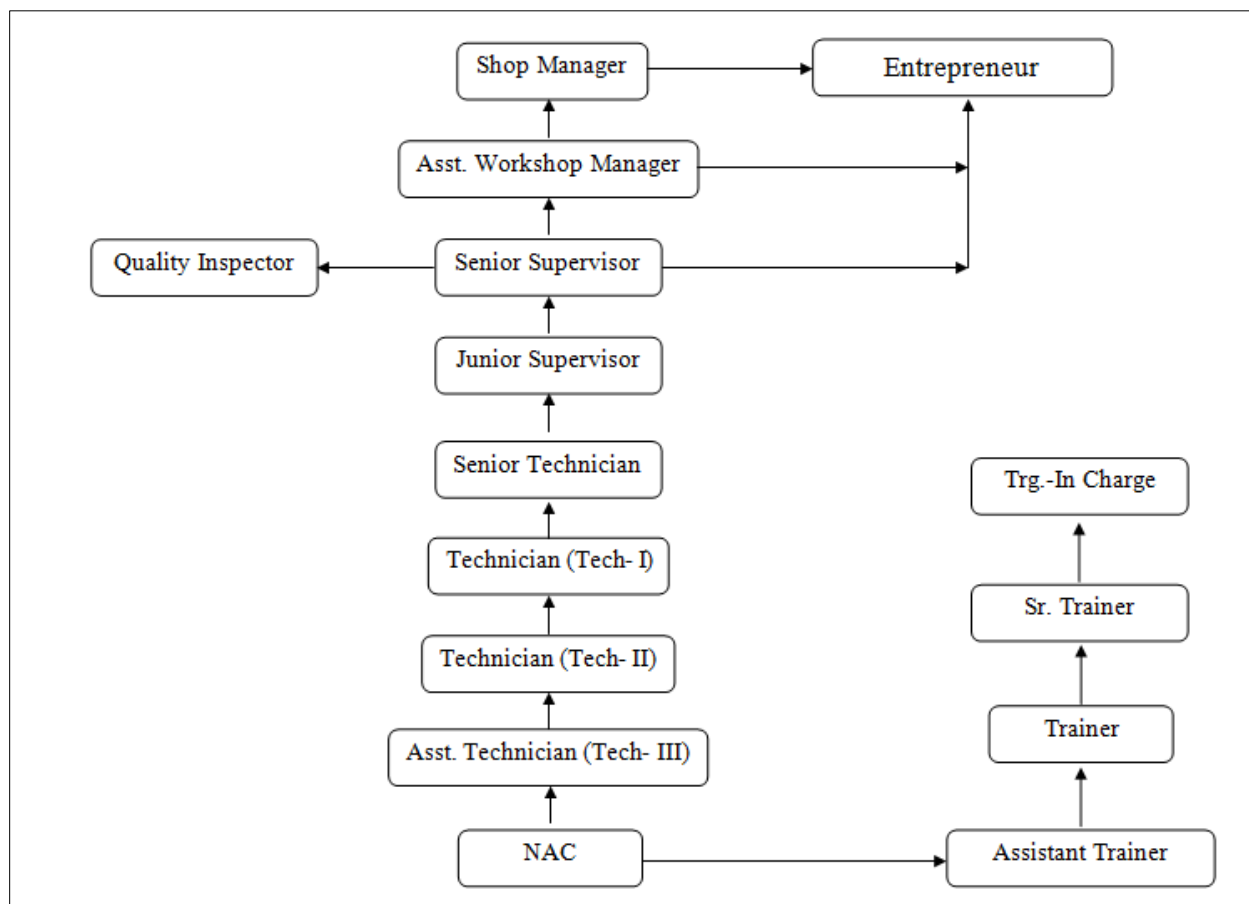 Shop Manager
Entrepreneur
Asst. Workshop Manager
Quality Inspector
Senior Supervisor
Junior Supervisor
Senior Technician
Trg.-In Charge
Technician (Tech- I)
Sr. Trainer
Technician (Tech- II)
Trainer
Asst. Technician (Tech- III)
NAC
Assistant Trainer